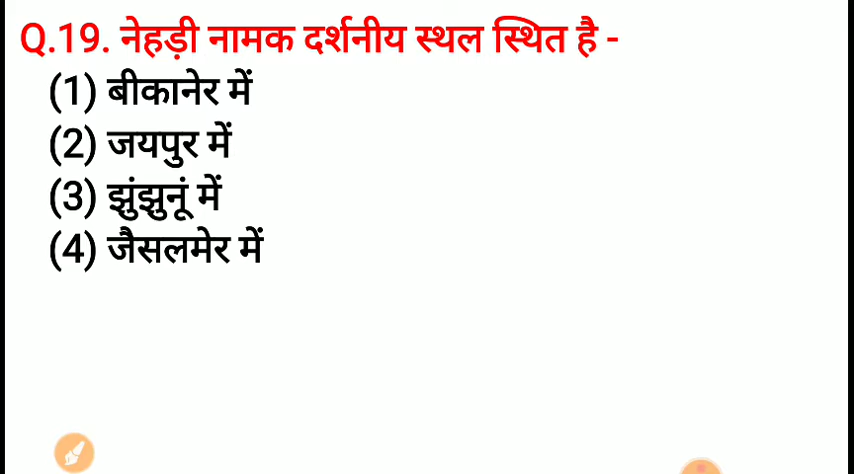 Q.19. नेहड़ी नामक दर्शनीय स्थल स्थित है -
(1) बीकानेर में
(2) जयपुर में
(3) झुंझुनूं में
(4) जैसलमेर में